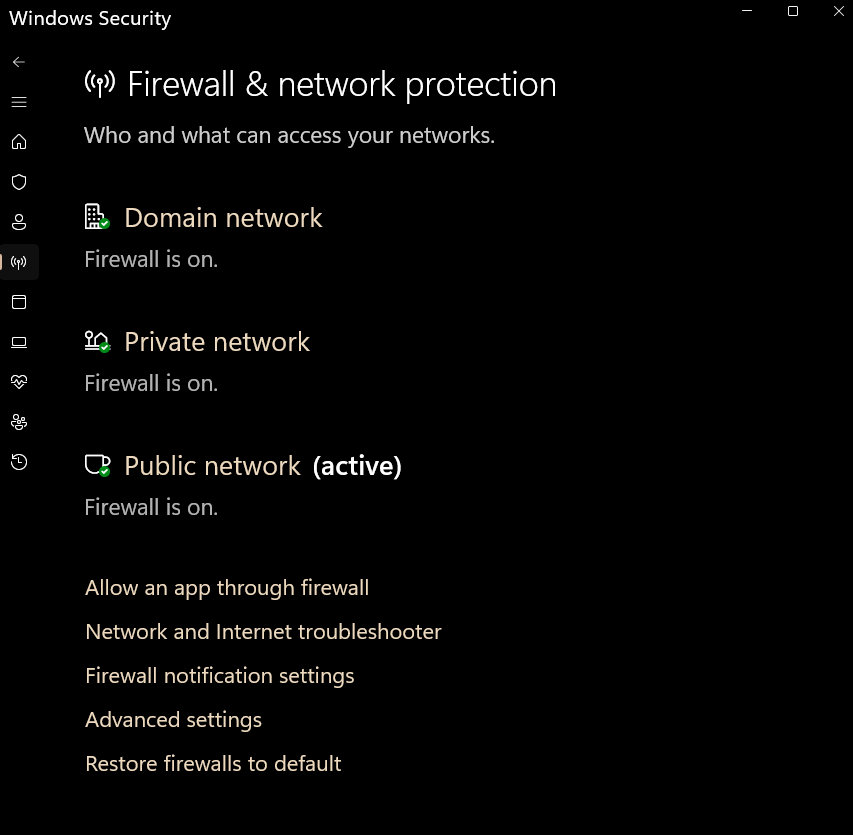 Windows Security
Firewall & network protection
Who and what can access your networks.
Domain network
Firewall is on.
Private network
Firewall is on.
Public network (active)
Firewall is on.
Allow an app through firewall
Network and Internet troubleshooter
Firewall notification settings
Advanced settings
Restore firewalls to default